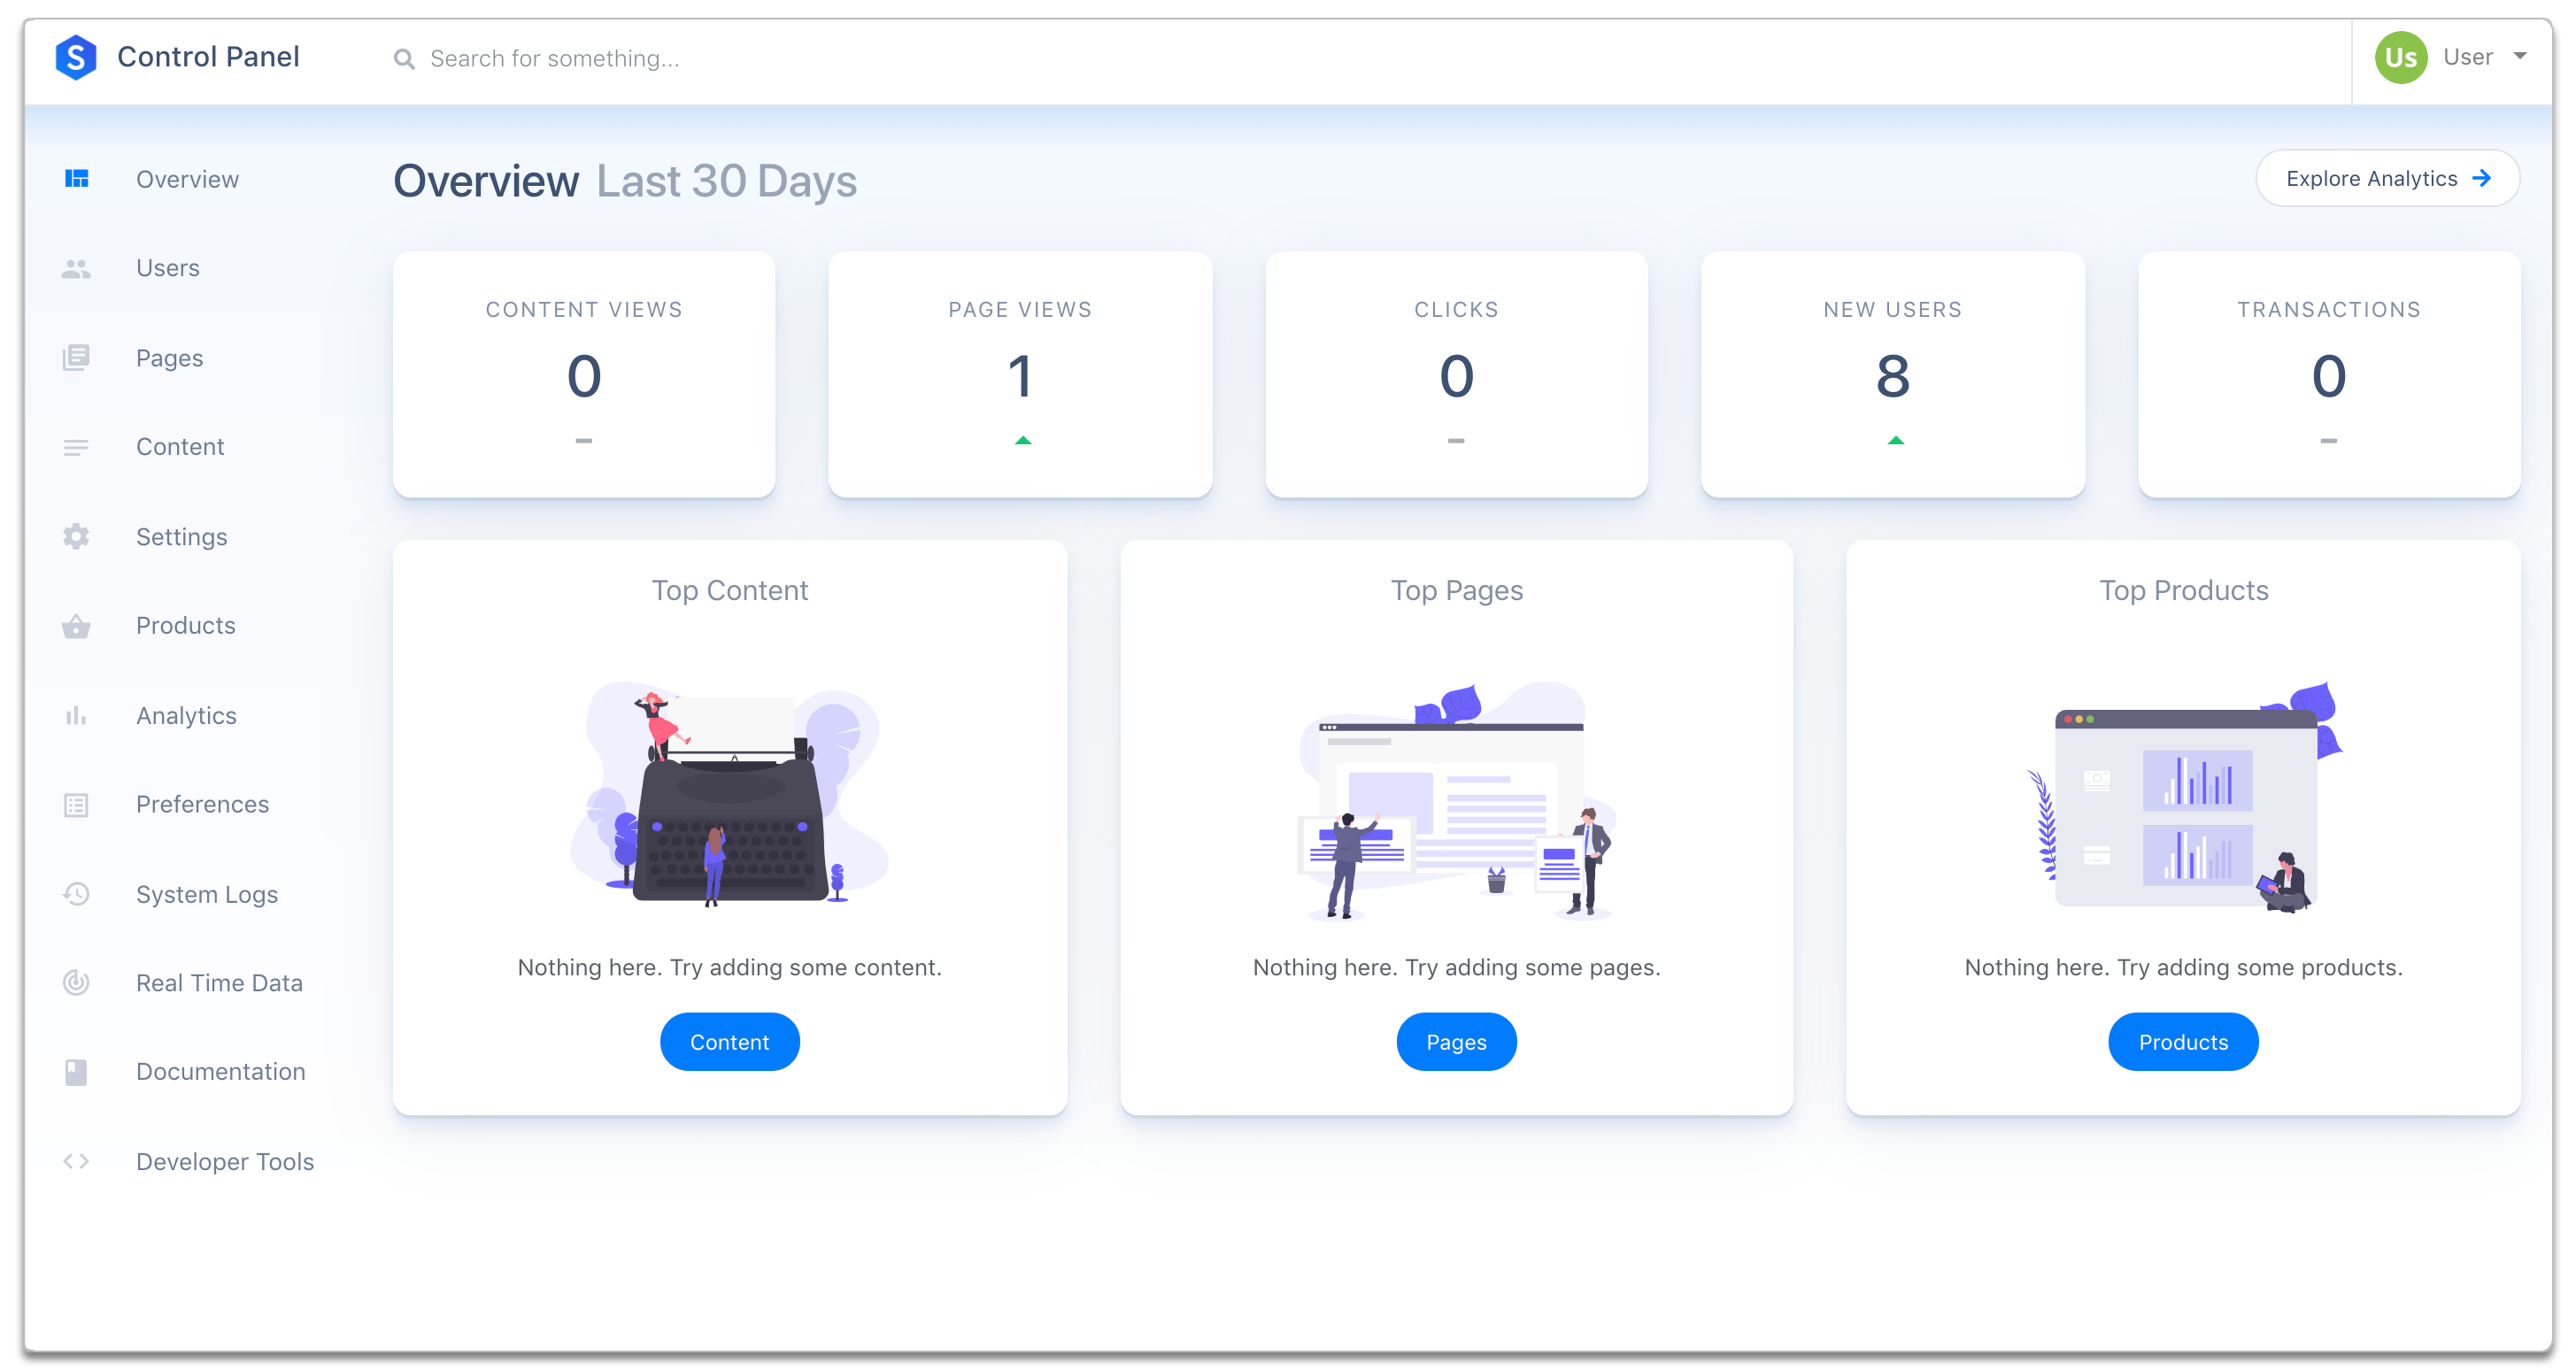 S Control Panel
Search for something...
Us User
Overview
Users
Pages
Content
Settings
Products
Analytics
Preferences
System Logs
Real Time Data
Documentation
Developer Tools
Overview Last 30 Days
Explore Analytics
CONTENT VIEWS
0
PAGE VIEWS
1
CLICKS
0
NEW USERS
8
TRANSACTIONS
0
Top Content
Nothing here. Try adding some content.
Content
Top Pages
Nothing here. Try adding some pages.
Pages
Top Products
Nothing here. Try adding some products.
Products